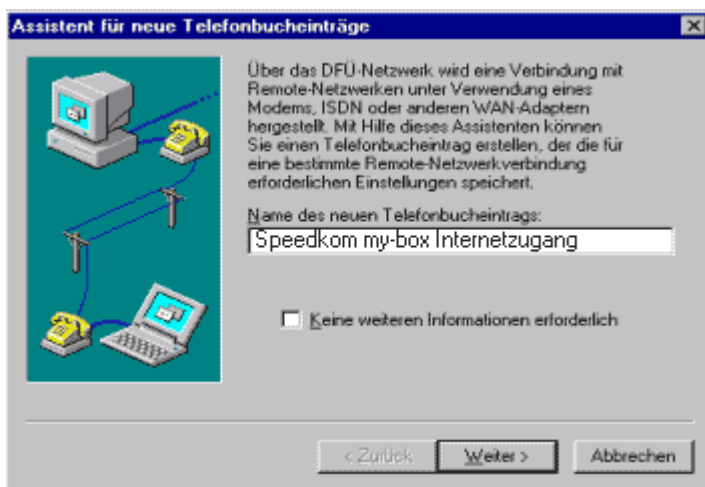 Assistent für neue Telefonbucheinträge
Über das DFÜ-Netzwerk wird eine Verbindung mit
Remote-Netzwerken unter Verwendung eines
Modems, ISDN oder anderen WAN-Adaptern
hergestellt. Mit Hilfe dieses Assistenten können
Sie einen Telefonbucheintrag erstellen, der die für
eine bestimmte Remote-Netzwerkverbindung
erforderlichen Einstellungen speichert.
Name des neuen Telefonbucheintrags:
Speedkom my-box Internetzugang
Keine weiteren Informationen erforderlich
< Zurück Weiter > Abbrechen